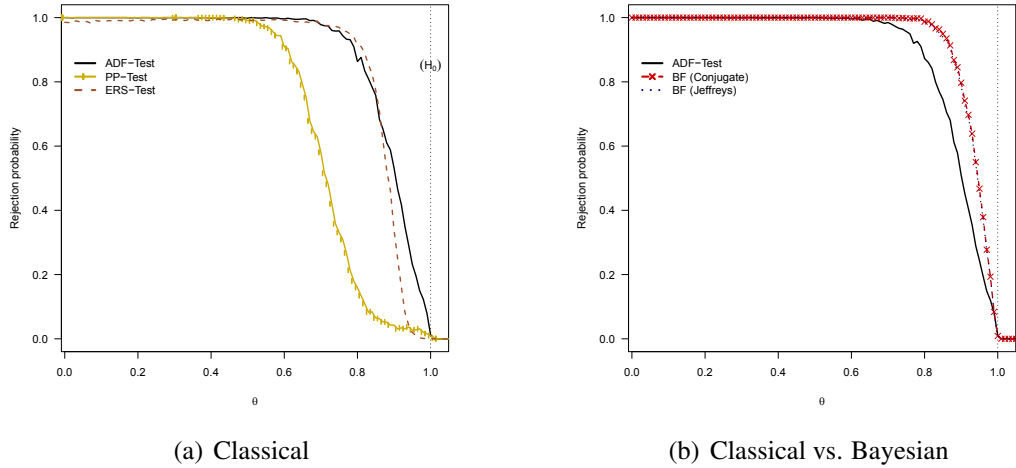 Rejection probability
1.0
0.8
0.6
0.4
0.2
0.0
ADF−Test
PP−Test
ERS−Test
(H0)
0.0 0.2 0.4 0.6 0.8 1.0
θ
(a) Classical
Rejection probability
1.0
0.8
0.6
0.4
0.2
0.0
ADF−Test
BF (Conjugate)
BF (Jeffreys)
0.0 0.2 0.4 0.6 0.8 1.0
θ
(b) Classical vs. Bayesian